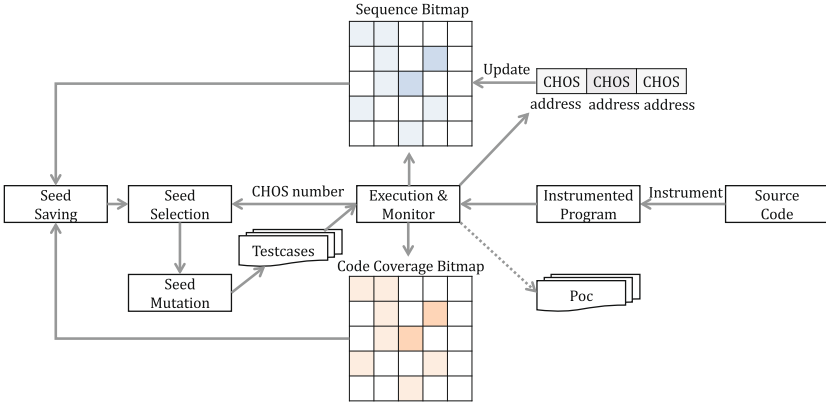 Sequence Bitmap
Update
CHOS CHOS CHOS
address address address
Seed
Saving
Seed
Selection
CHOS number
Execution &
Monitor
Instrumented
Program
Instrument
Source
Code
Testcases
Code Coverage Bitmap
Seed
Mutation
Poc